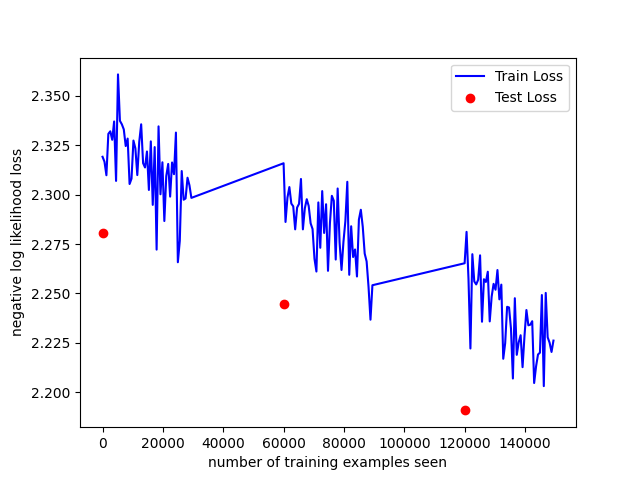 Train Loss
Test Loss
negative log likelihood loss
2.350
2.325
2.300
2.275
2.250
2.225
2.200
0 20000 40000 60000 80000 100000 120000 140000
number of training examples seen